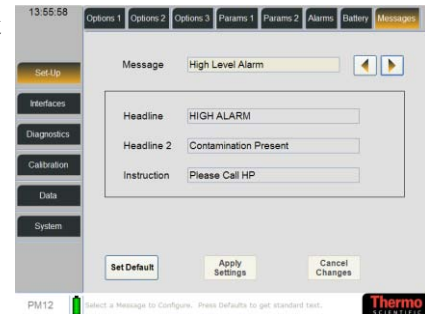 13:55:58
Options 1 Options 2 Options 3 Params 1 Params 2 Alarms Battery Messages
Message High Level Alarm
Set-Up
Interfaces
Headline HIGH ALARM
Diagnostics
Headline 2 Contamination Present
Calibration
Instruction Please Call HP
Data
System
Set Default Apply Settings Cancel Changes
PM12 Select a Message to Configure. Press Defaults to get standard text. Thermo
SCIENTIFIC